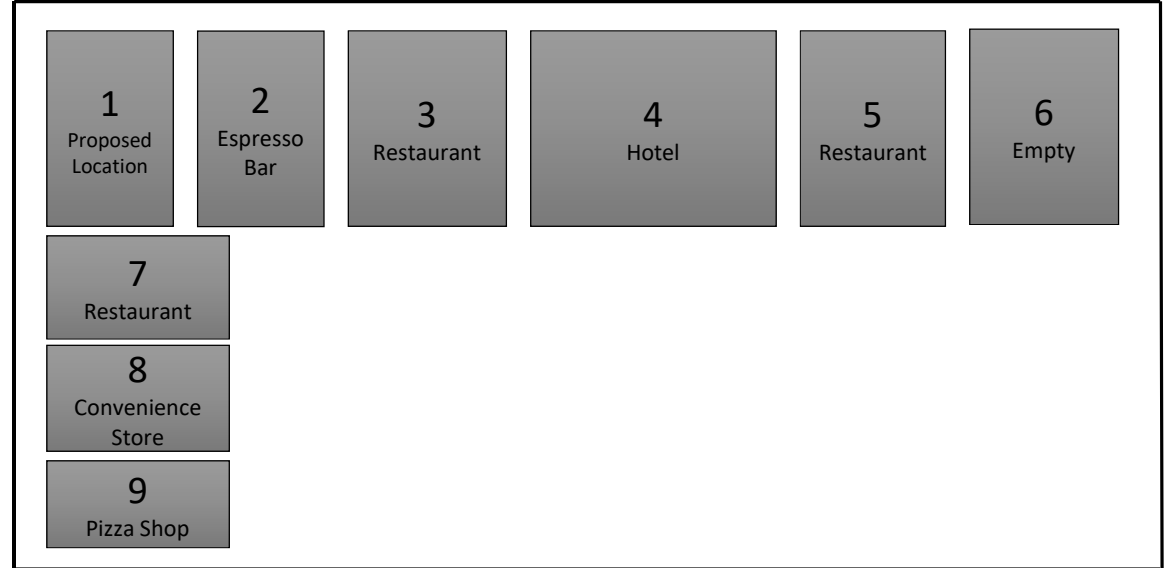 1
Proposed
Location
2
Espresso
Bar
3
Restaurant
4
Hotel
5
Restaurant
6
Empty
7
Restaurant
8
Convenience
Store
9
Pizza Shop